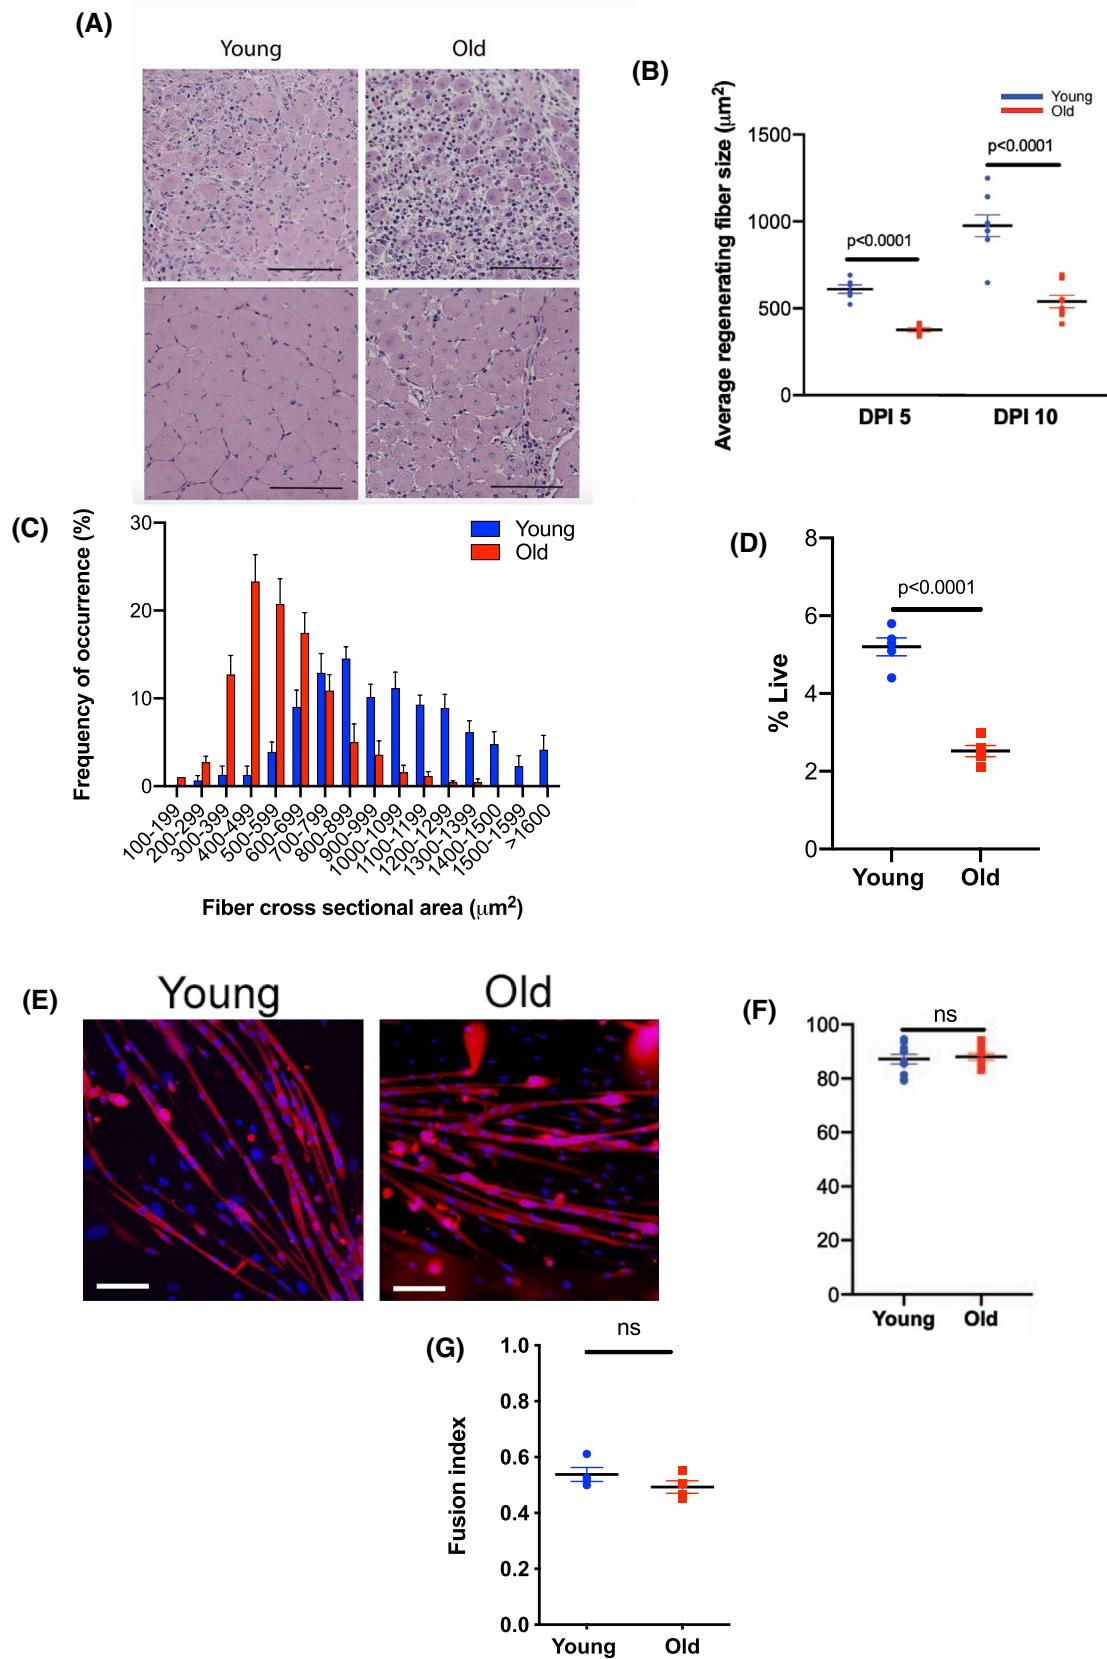 (A)
Young
Old
(B)
Young
Old
Average regenerating fiber size (μm²)
1500
1000
500
0
p<0.0001
p<0.0001
DPI 5
DPI 10
(C)
Young
Old
Frequency of occurrence (%)
30
20
10
0
100-199
200-299
300-399
400-499
500-599
600-699
700-799
800-899
900-999
1000-1099
1100-1199
1200-1299
1300-1399
1400-1500
1500-1599
>1600
Fiber cross sectional area (μm²)
(D)
% Live
8
6
4
2
0
p<0.0001
Young
Old
(E)
Young
Old
(F)
ns
100
80
60
40
20
0
Young
Old
(G)
ns
Fusion index
1.0
0.8
0.6
0.4
0.2
0.0
Young
Old